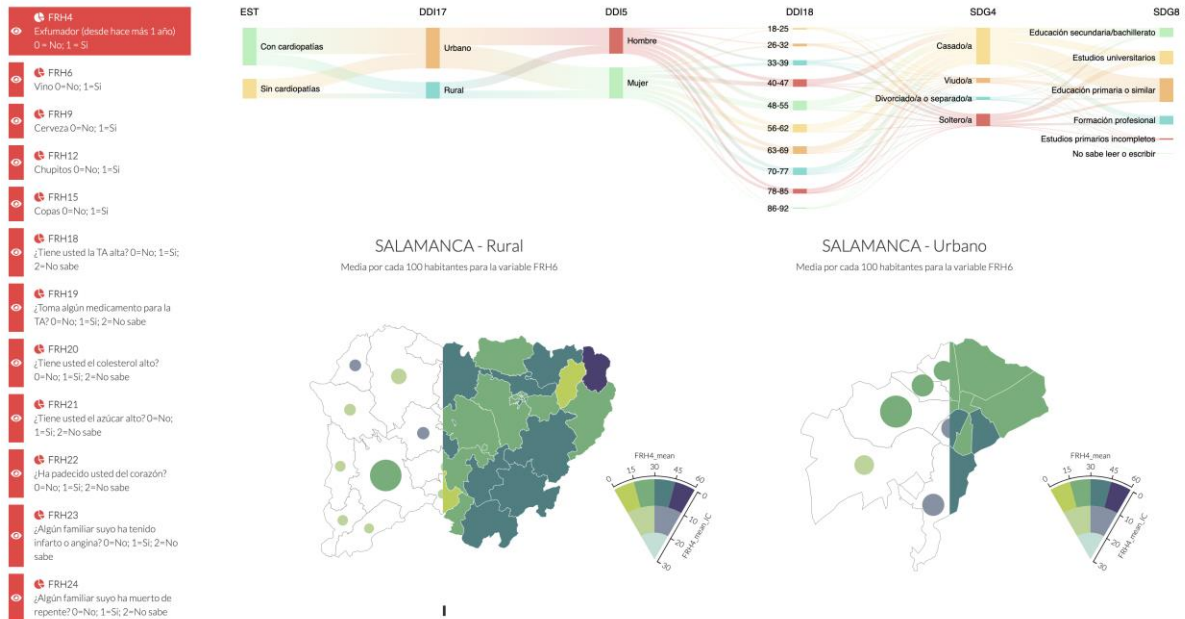 FRH4
Exfumador (desde hace más 1 año)
0 = No; 1 = Si
FRH6
Vino 0=No; 1=Si
FRH9
Cerveza 0=No; 1=Si
FRH12
Chupitos 0=No; 1=Si
FRH15
Copas 0=No; 1=Si
FRH18
¿Tiene usted la TA alta? 0=No; 1=Si;
2=No sabe
FRH19
¿Toma algún medicamento para la
TA? 0=No; 1=Si; 2=No sabe
FRH20
¿Tiene usted el colesterol alto?
0=No; 1=Si; 2=No sabe
FRH21
¿Tiene usted el azúcar alto? 0=No;
1=Si; 2=No sabe
FRH22
¿Ha padecido usted del corazón?
0=No; 1=Si; 2=No sabe
FRH23
¿Algún familiar suyo ha tenido
infarto o angina? 0=No; 1=Si; 2=No
sabe
FRH24
¿Algún familiar suyo ha muerto de
repente? 0=No; 1=Si; 2=No sabe
EST DDI17 DDI5 DDI18 SDG4 SDG8
Con cardiopatías
Sin cardiopatías
Urbano
Rural
Hombre
Mujer
18-25
26-32
33-39
40-47
48-55
56-62
63-69
70-77
78-85
86-92
Casado/a
Viudo/a
Divorciado/a o separado/a
Soltero/a
Educación secundaria/bachillerato
Estudios universitarios
Educación primaria o similar
Formación profesional
Estudios primarios incompletos
No sabe leer o escribir
SALAMANCA - Rural
Media por cada 100 habitantes para la variable FRH6
FRH4_mean
0 15 30 45 60
0
10
20
30
FRH4_mean_IC
SALAMANCA - Urbano
Media por cada 100 habitantes para la variable FRH6
FRH4_mean
0 15 30 45 60
0
10
20
30
FRH4_mean_IC